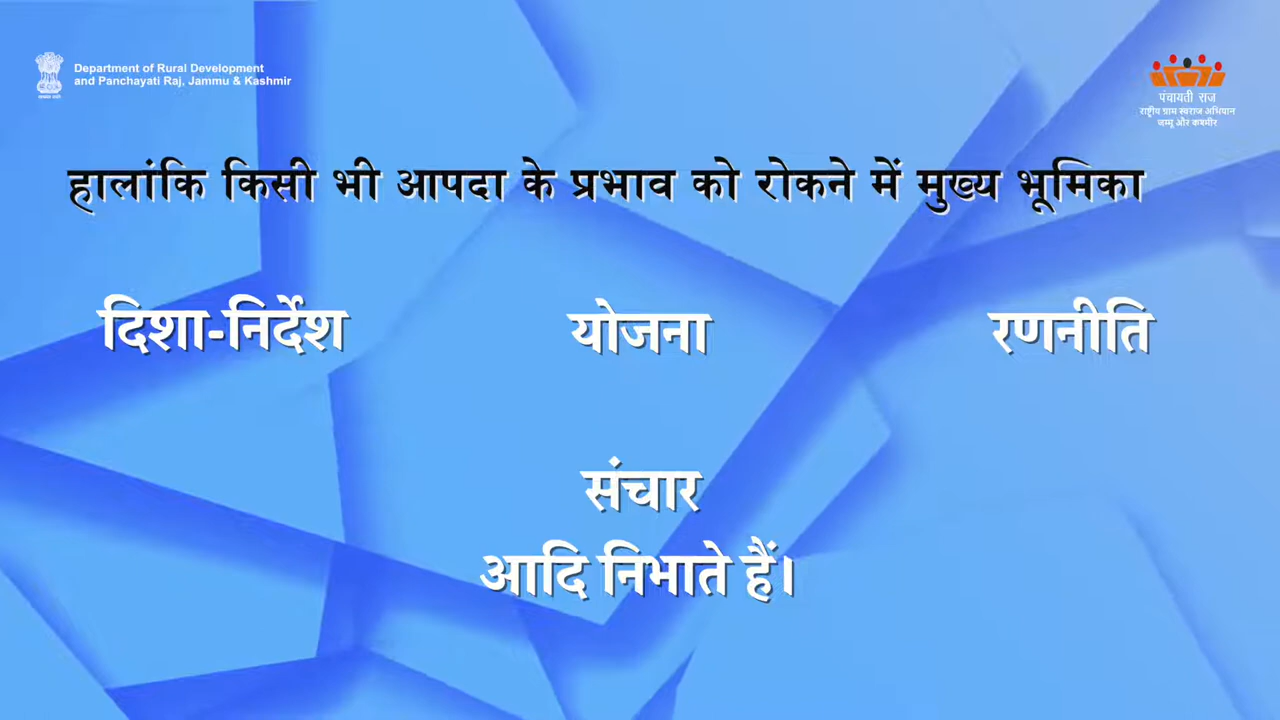 Department of Rural Development
and Panchayati Raj, Jammu & Kashmir
पंचायती राज
राष्ट्रीय ग्राम स्वराज अभियान
जम्मू और कश्मीर
हालांकि किसी भी आपदा के प्रभाव को रोकने में मुख्य भूमिका
दिशा-निर्देश योजना रणनीति
संचार
आदि निभाते हैं।